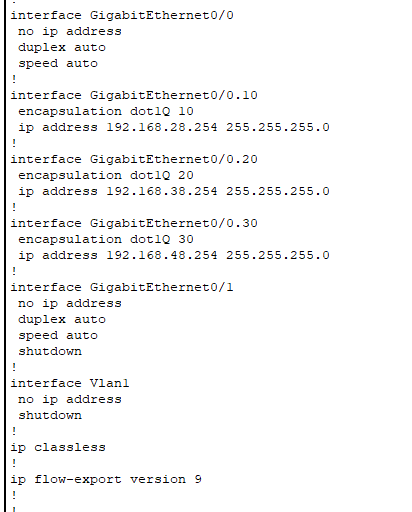 !
interface GigabitEthernet0/0
 no ip address
 duplex auto
 speed auto
!
interface GigabitEthernet0/0.10
 encapsulation dot1Q 10
 ip address 192.168.28.254 255.255.255.0
!
interface GigabitEthernet0/0.20
 encapsulation dot1Q 20
 ip address 192.168.38.254 255.255.255.0
!
interface GigabitEthernet0/0.30
 encapsulation dot1Q 30
 ip address 192.168.48.254 255.255.255.0
!
interface GigabitEthernet0/1
 no ip address
 duplex auto
 speed auto
 shutdown
!
interface Vlan1
 no ip address
 shutdown
!
ip classless
!
ip flow-export version 9
!
!